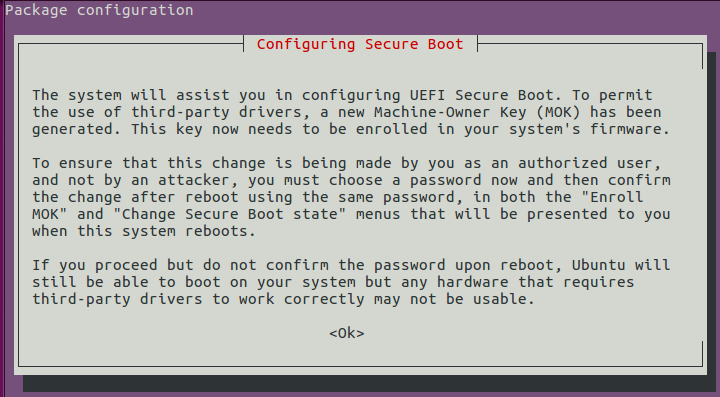 Package configuration
Configuring Secure Boot
The system will assist you in configuring UEFI Secure Boot. To permit
the use of third-party drivers, a new Machine-Owner Key (MOK) has been
generated. This key now needs to be enrolled in your system's firmware.
To ensure that this change is being made by you as an authorized user,
and not by an attacker, you must choose a password now and then confirm
the change after reboot using the same password, in both the "Enroll
MOK" and "Change Secure Boot state" menus that will be presented to you
when this system reboots.
If you proceed but do not confirm the password upon reboot, Ubuntu will
still be able to boot on your system but any hardware that requires
third-party drivers to work correctly may not be usable.
<Ok>